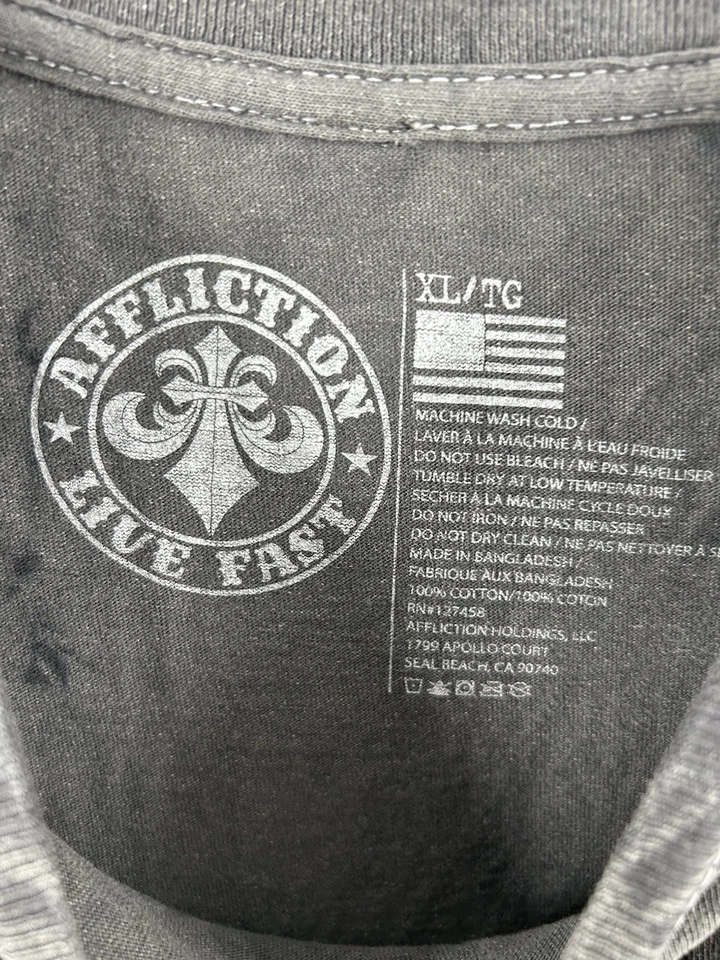 AFFLICTION
LIVE FAST
XL/TG
MACHINE WASH COLD /
LAVER À LA MACHINE À L'EAU FROIDE
DO NOT USE BLEACH / NE PAS JAVELLISER
TUMBLE DRY AT LOW TEMPERATURE /
SECHER À LA MACHINE CYCLE DOUX
DO NOT IRON / NE PAS REPASSER
DO NOT DRY CLEAN / NE PAS NETTOYER À
MADE IN BANGLADESH /
FABRIQUE AUX BANGLADESH
100% COTTON/100% COTON
RN#127458
AFFLICTION HOLDINGS, LLC
1799 APOLLO COURT
SEAL BEACH, CA 90740